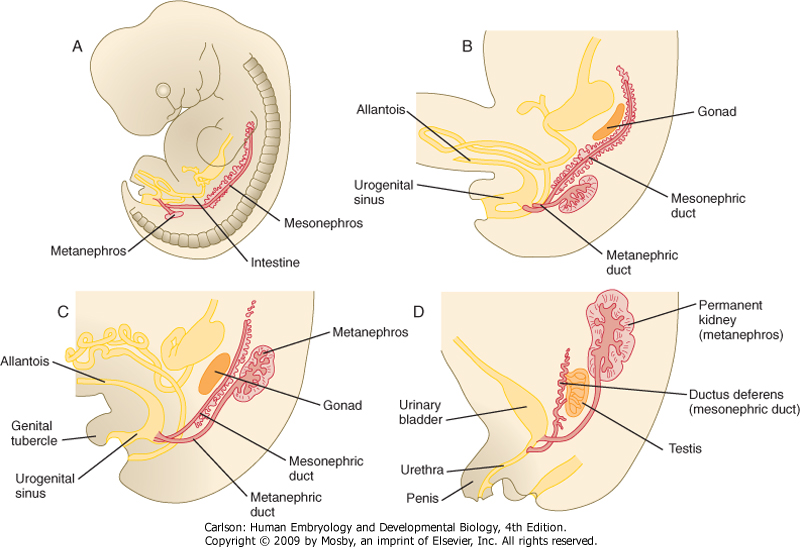 A
Metanephros
Mesonephros
Intestine
B
Allantois
Gonad
Urogenital
sinus
Mesonephric
duct
Metanephric
duct
C
Metanephros
Allantois
Gonad
Genital
tubercle
Mesonephric
duct
Urogenital
sinus
Metanephric
duct
D
Permanent
kidney
(metanephros)
Ductus deferens
(mesonephric duct)
Urinary
bladder
Testis
Urethra
Penis
Carlson: Human Embryology and Developmental Biology, 4th Edition.
Copyright © 2009 by Mosby, an imprint of Elsevier, Inc. All rights reserved.